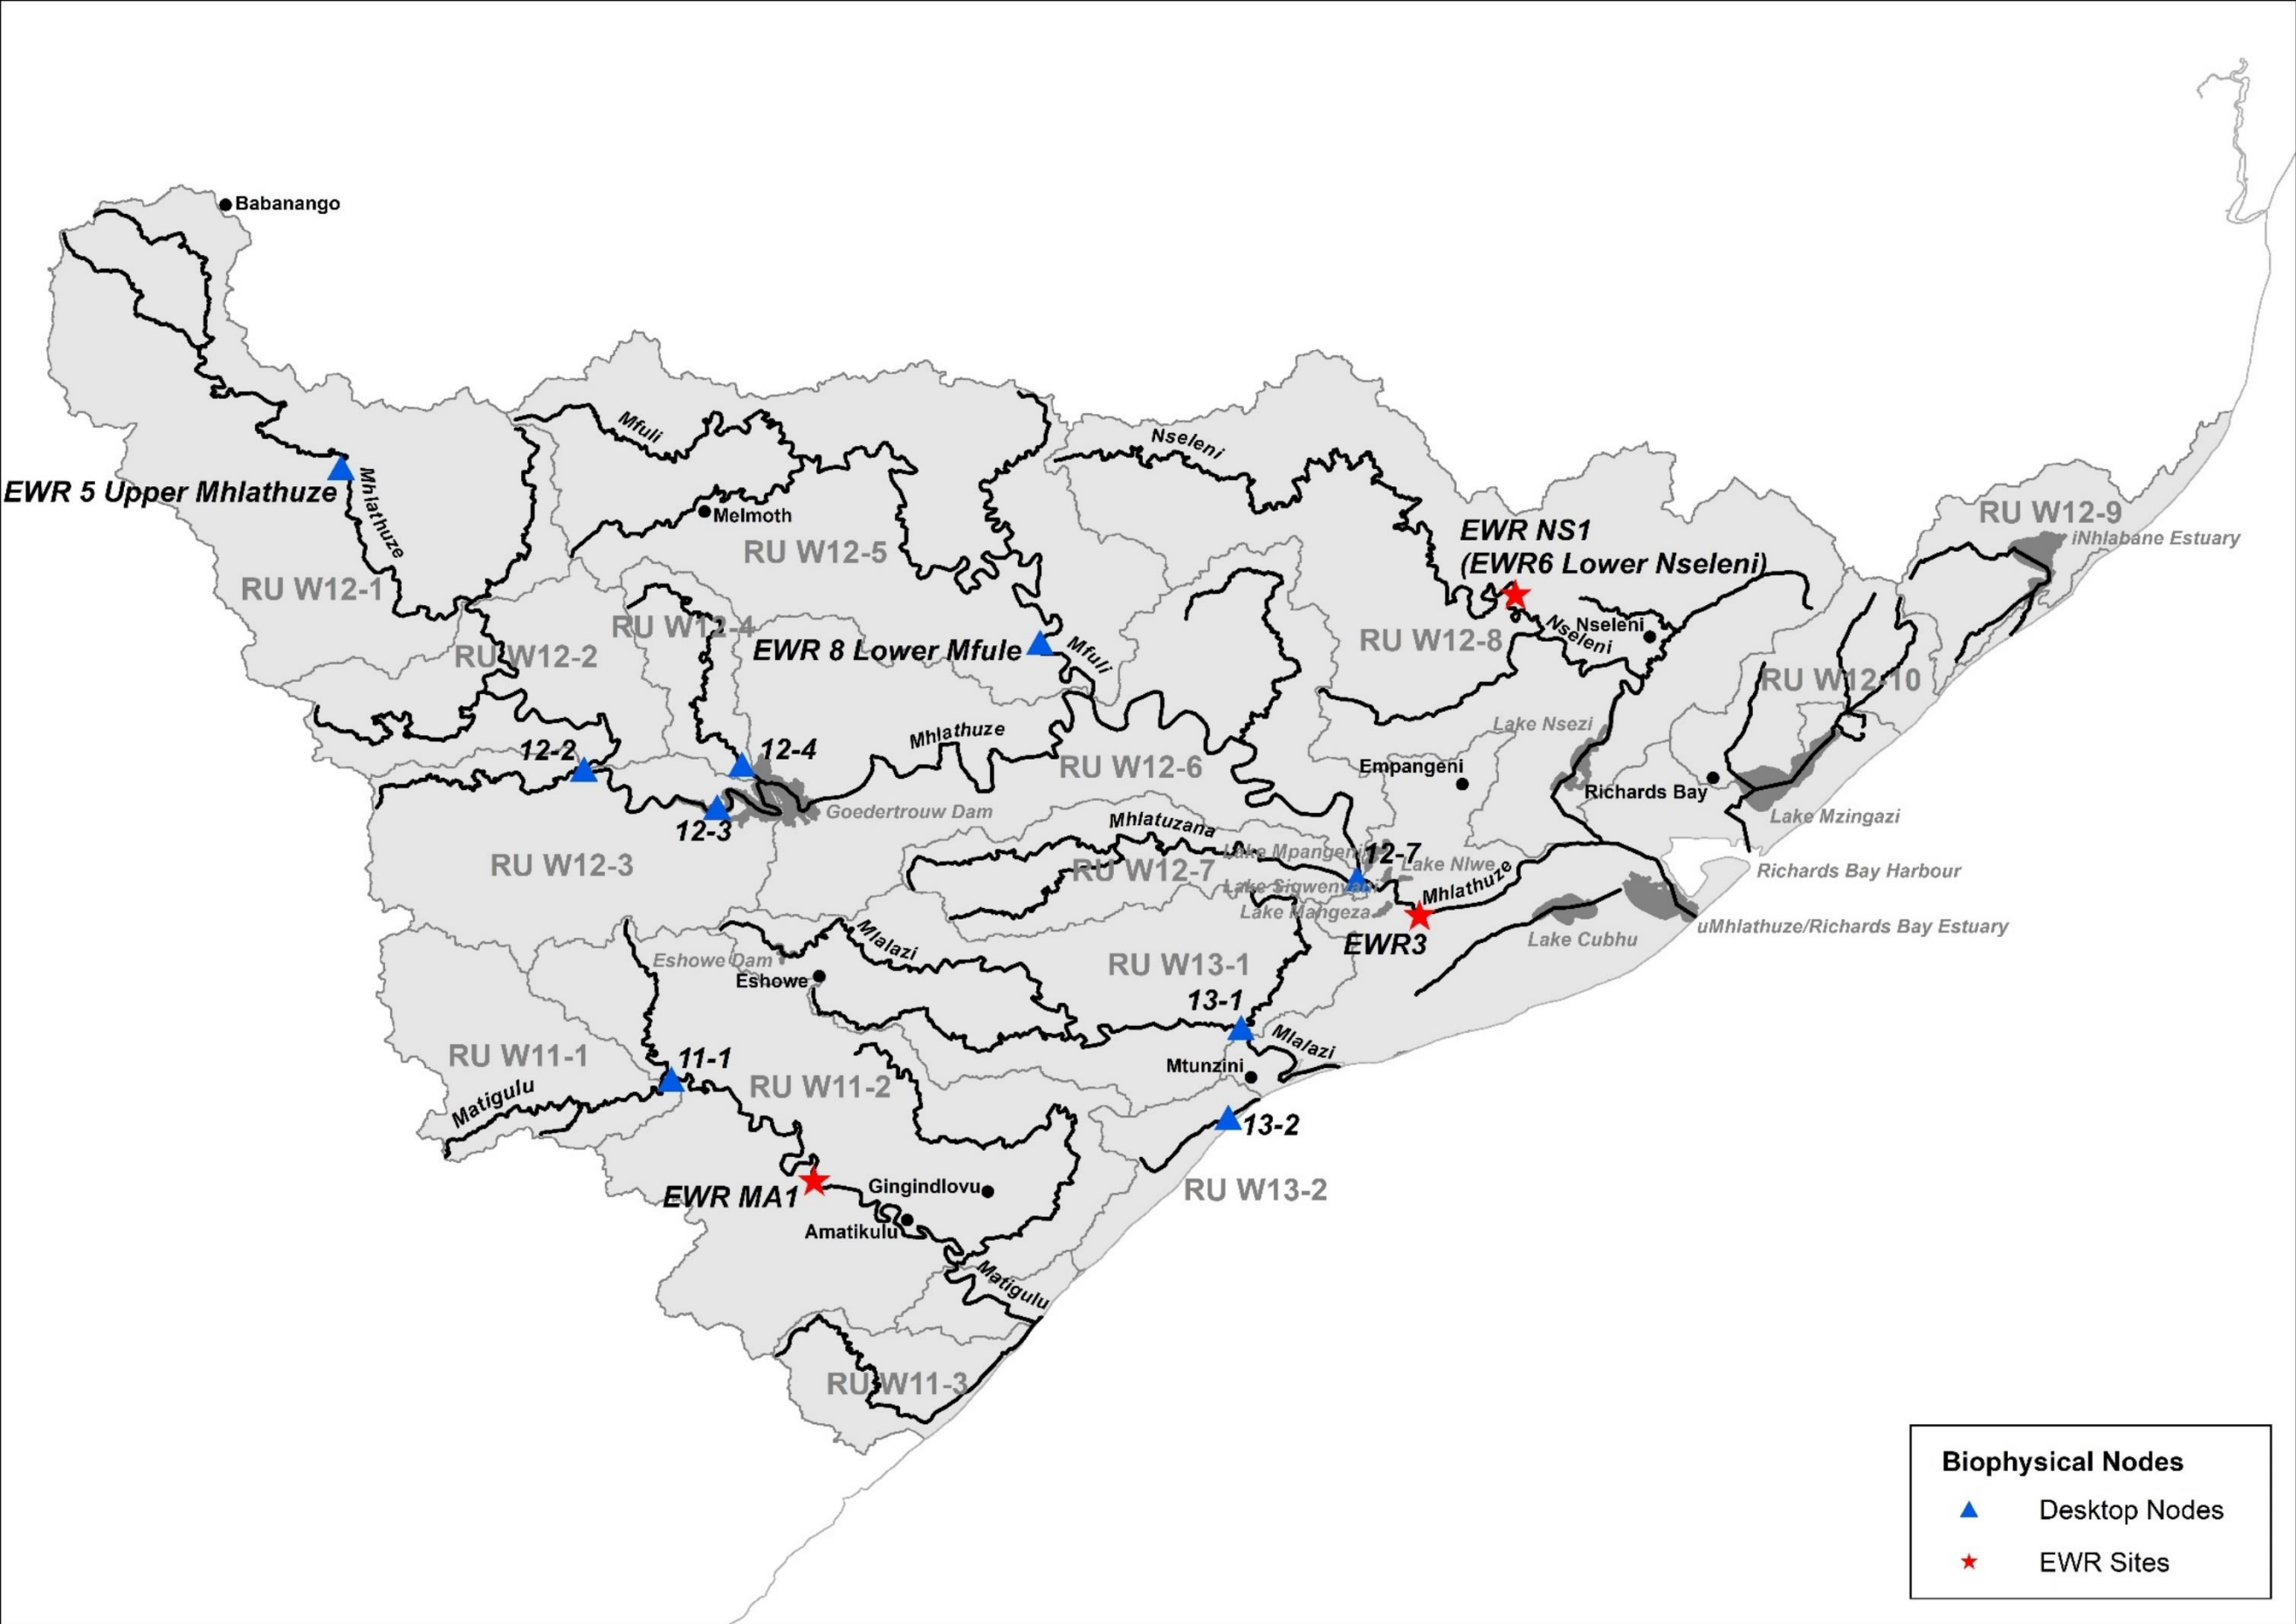 Babanango
Mfuli
Nseleni
EWR 5 Upper Mhlathuze
Mhlathuze
Melmoth
RU W12-5
EWR NS1
(EWR6 Lower Nseleni)
RU W12-9
iNhlabane Estuary
RU W12-1
RU W12-4
RU W12-2
EWR 8 Lower Mfule
Mfuli
RU W12-8
Nseleni
Nseleni
RU W12-10
Lake Nsezi
12-2
12-4
Mhlathuze
RU W12-6
Empangeni
Richards Bay
12-3
Goedertrouw Dam
Lake Mzingazi
Mhlatuzana
RU W12-3
RU W12-7
Lake Mpangeni
12-7
Lake Nlwe
Mhlathuze
Richards Bay Harbour
Lake Mangeza
EWR3
Lake Cubhu
uMhlathuze/Richards Bay Estuary
Mlalazi
Eshowe Dam
Eshowe
RU W13-1
13-1
Mlalazi
Mtunzini
RU W11-1
11-1
RU W11-2
Matigulu
13-2
RU W13-2
EWR MA1
Gingindlovu
Amatikulu
Matigulu
RU W11-3
Biophysical Nodes
Desktop Nodes
EWR Sites